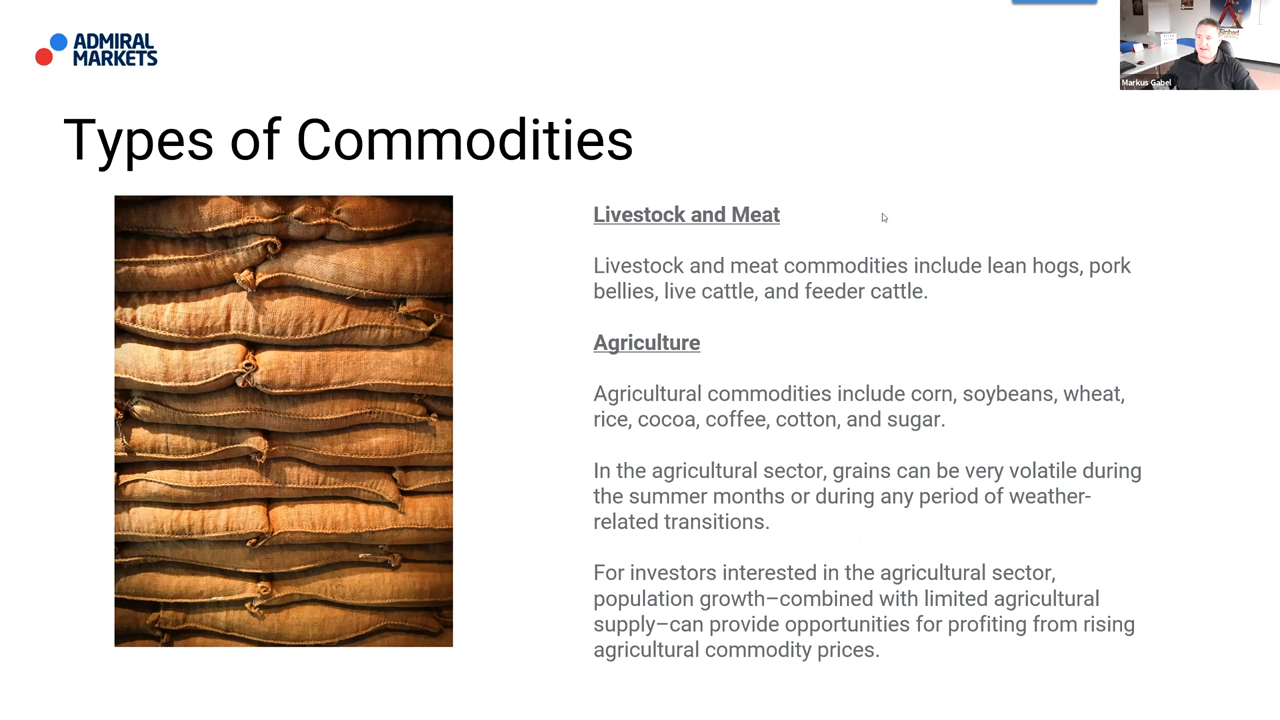 ADMIRAL
MARKETS
Markus Gabel
Types of Commodities
Livestock and Meat
Livestock and meat commodities include lean hogs, pork
bellies, live cattle, and feeder cattle.
Agriculture
Agricultural commodities include corn, soybeans, wheat,
rice, cocoa, coffee, cotton, and sugar.
In the agricultural sector, grains can be very volatile during
the summer months or during any period of weather-
related transitions.
For investors interested in the agricultural sector,
population growth–combined with limited agricultural
supply–can provide opportunities for profiting from rising
agricultural commodity prices.